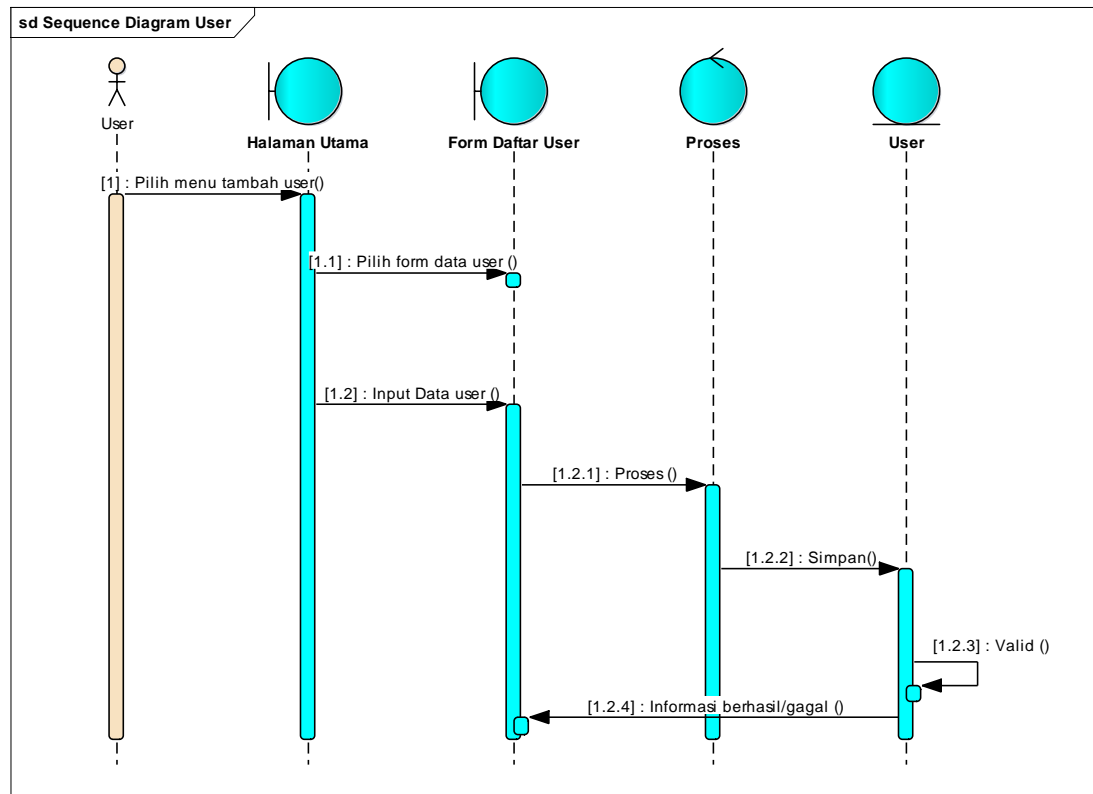 sd Sequence Diagram User
User
Halaman Utama
Form Daftar User
Proses
User
[1] : Pilih menu tambah user()
[1.1] : Pilih form data user ()
[1.2] : Input Data user ()
[1.2.1] : Proses ()
[1.2.2] : Simpan()
[1.2.3] : Valid ()
[1.2.4] : Informasi berhasil/gagal ()